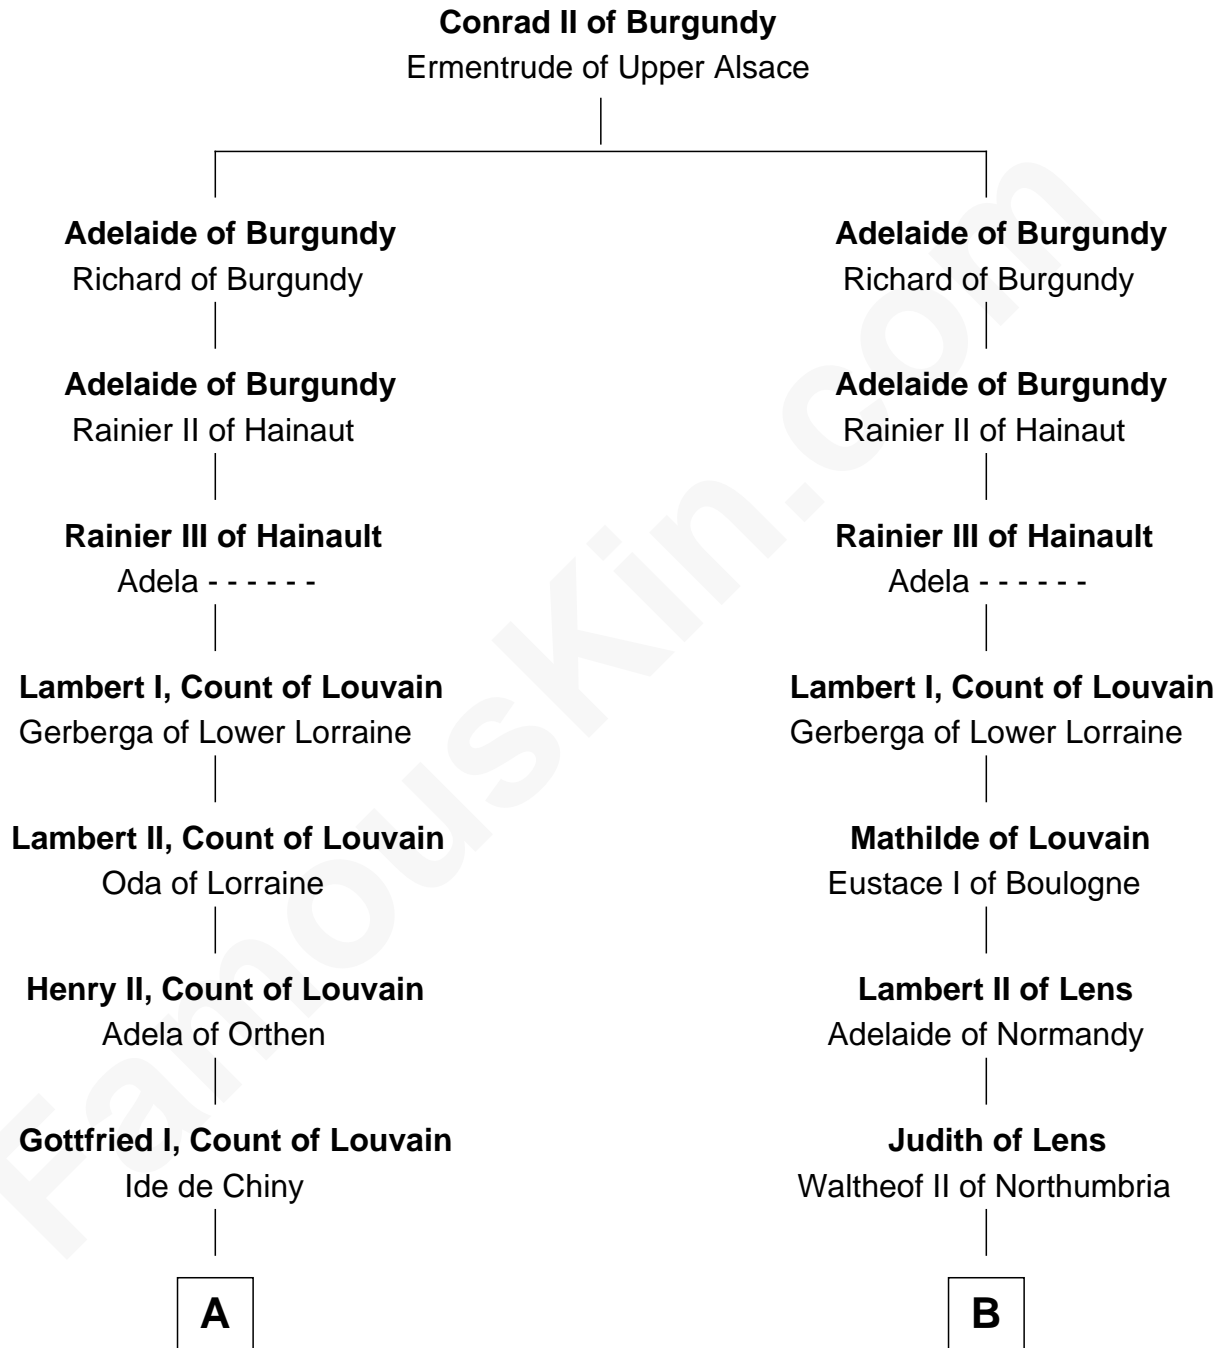 Conrad II of Burgundy
Ermentrude of Upper Alsace
Adelaide of Burgundy
Richard of Burgundy
Adelaide of Burgundy
Richard of Burgundy
Adelaide of Burgundy
Rainier II of Hainaut
Adelaide of Burgundy
Rainier II of Hainaut
Rainier III of Hainault
Adela - - - - - -
Rainier III of Hainault
Adela - - - - - -
Lambert I, Count of Louvain
Gerberga of Lower Lorraine
Lambert I, Count of Louvain
Gerberga of Lower Lorraine
Lambert II, Count of Louvain
Oda of Lorraine
Mathilde of Louvain
Eustace I of Boulogne
Henry II, Count of Louvain
Adela of Orthen
Lambert II of Lens
Adelaide of Normandy
Gottfried I, Count of Louvain
Ide de Chiny
Judith of Lens
Waltheof II of Northumbria
A
B
FamousKin.com